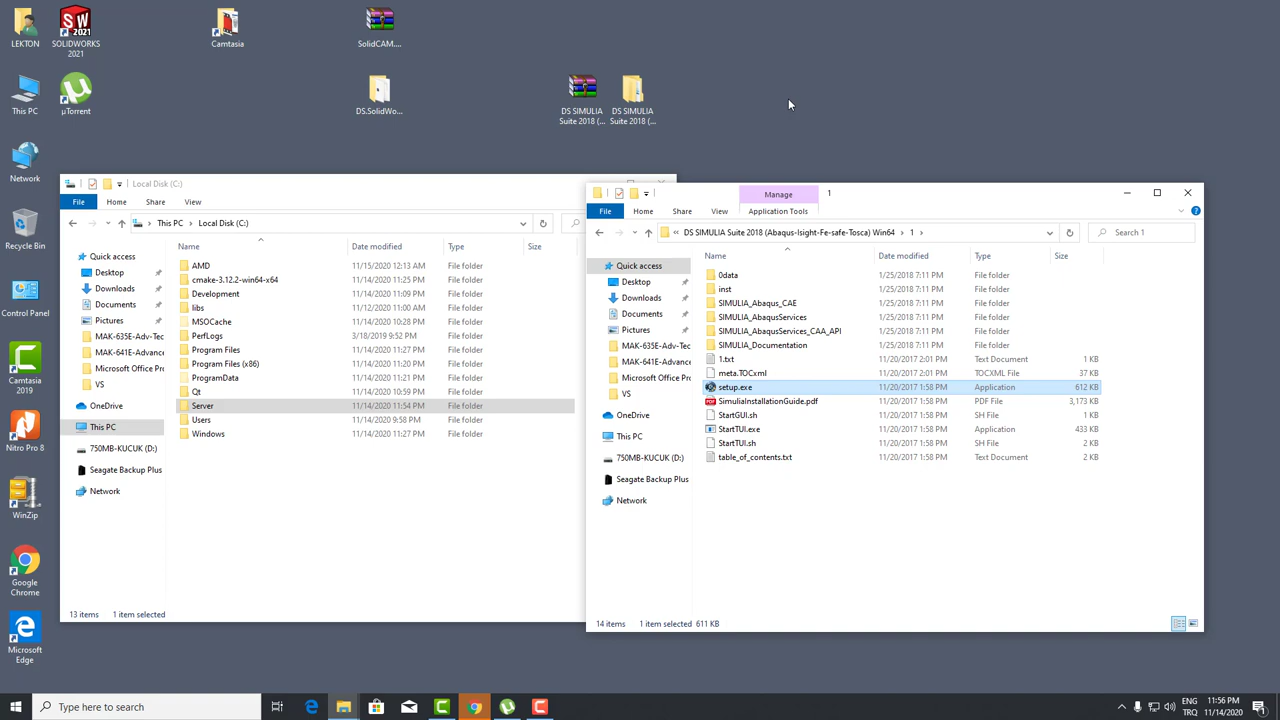 LEKTON
SOLIDWORKS
2021
Camtasia
SolidCAM....
This PC
µTorrent
DS.SolidWo...
DS SIMULIA
Suite 2018 (...
DS SIMULIA
Suite 2018 (...
Network
Recycle Bin
Control Panel
Camtasia
2019
Nitro Pro 8
WinZip
Google
Chrome
Microsoft
Edge
Local Disk (C:)
File Home Share View
This PC > Local Disk (C:)
Name Date modified Type Size
Quick access
Desktop
Downloads
Documents
Pictures
MAK-635E-Adv-Tec
MAK-641E-Advance
Microsoft Office Pro
VS
OneDrive
This PC
750MB-KUCUK (D:)
Seagate Backup Plus
Network
AMD 11/15/2020 12:13 AM File folder
cmake-3.12.2-win64-x64 11/14/2020 11:25 PM File folder
Development 11/14/2020 11:09 PM File folder
libs 11/12/2020 11:00 AM File folder
MSOCache 11/14/2020 10:28 PM File folder
PerfLogs 3/18/2019 9:52 PM File folder
Program Files 11/14/2020 11:27 PM File folder
Program Files (x86) 11/14/2020 11:27 PM File folder
ProgramData 11/14/2020 11:21 PM File folder
Qt 11/14/2020 10:59 PM File folder
Server 11/14/2020 11:54 PM File folder
Users 11/14/2020 9:58 PM File folder
Windows 11/14/2020 11:27 PM File folder
13 items 1 item selected
Manage 1
File Home Share View Application Tools
« DS SIMULIA Suite 2018 (Abaqus-Isight-Fe-safe-Tosca) Win64 > 1 >
Search 1
Name Date modified Type Size
Quick access
Desktop
Downloads
Documents
Pictures
MAK-635E-Adv-Tec
MAK-641E-Advance
Microsoft Office Pro
VS
OneDrive
This PC
750MB-KUCUK (D:)
Seagate Backup Plus
Network
0data 1/25/2018 7:11 PM File folder
inst 1/25/2018 7:11 PM File folder
SIMULIA_Abaqus_CAE 1/25/2018 7:11 PM File folder
SIMULIA_AbaqusServices 1/25/2018 7:11 PM File folder
SIMULIA_AbaqusServices_CAA_API 1/25/2018 7:11 PM File folder
SIMULIA_Documentation 1/25/2018 7:11 PM File folder
1.txt 11/20/2017 2:01 PM Text Document 1 KB
meta.TOCxml 11/20/2017 2:01 PM TOCXML File 37 KB
setup.exe 11/20/2017 1:58 PM Application 612 KB
SimuliaInstallationGuide.pdf 11/20/2017 1:58 PM PDF File 3,173 KB
StartGUI.sh 11/20/2017 1:58 PM SH File 2 KB
StartTUI.exe 11/20/2017 1:58 PM Application 433 KB
StartTUI.sh 11/20/2017 1:58 PM SH File 2 KB
table_of_contents.txt 11/20/2017 1:58 PM Text Document 2 KB
14 items 1 item selected 611 KB
Type here to search
ENG
TRQ
11:56 PM
11/14/2020